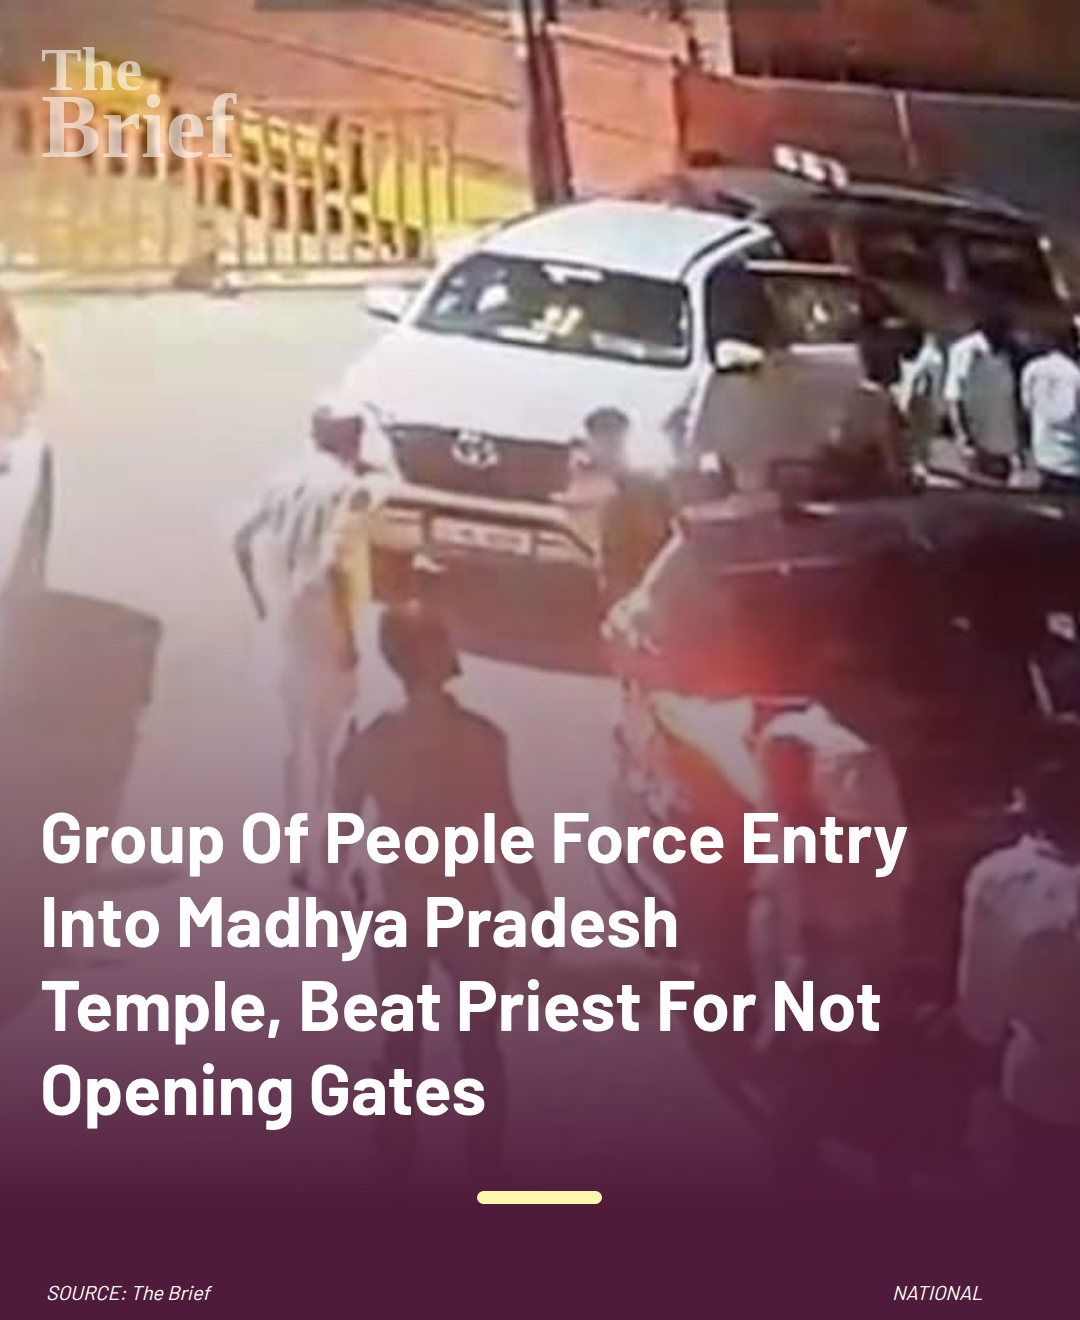 The
Brief
Group Of People Force Entry
Into Madhya Pradesh
Temple, Beat Priest For Not
Opening Gates
SOURCE: The Brief
NATIONAL